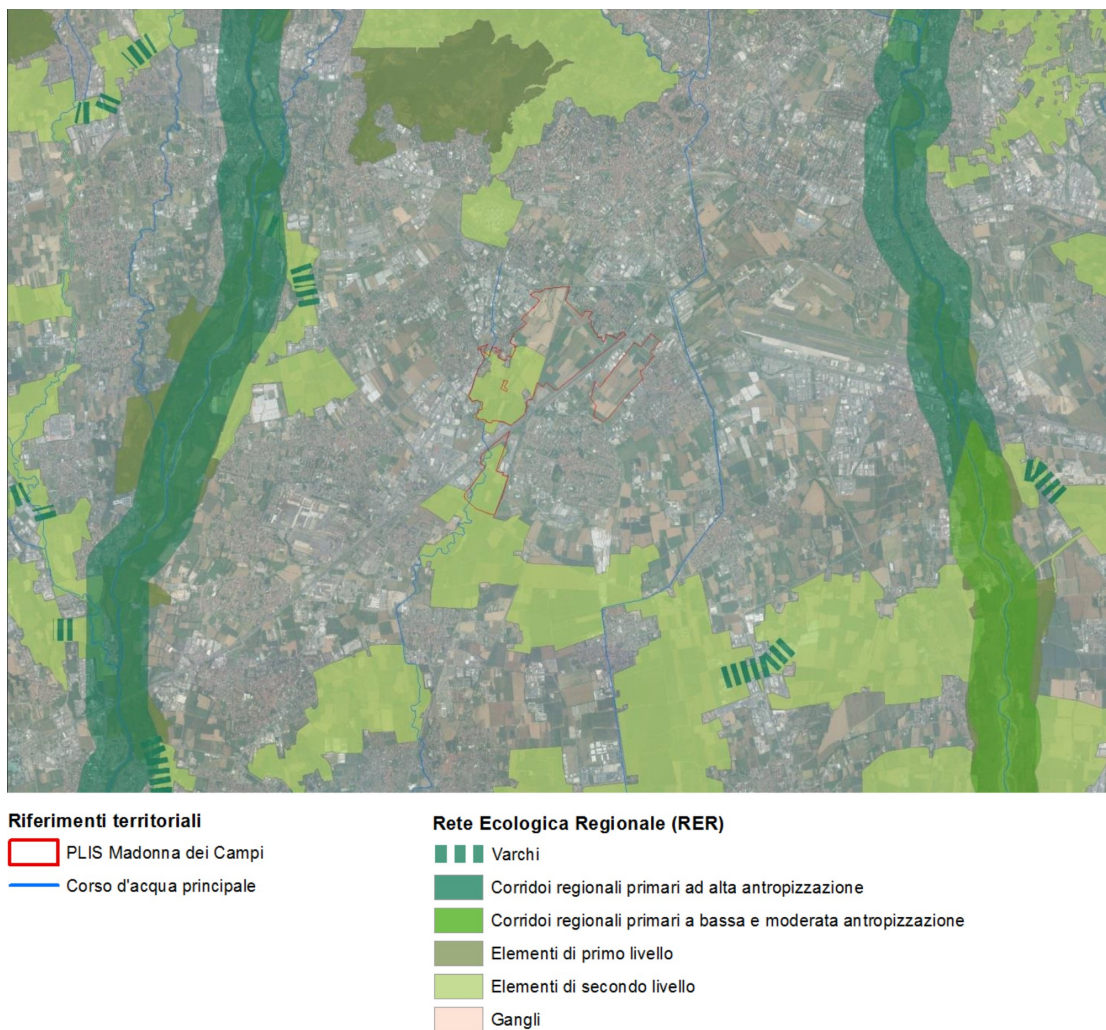 Riferimenti territoriali
PLIS Madonna dei Campi
Corso d'acqua principale
Rete Ecologica Regionale (RER)
Varchi
Corridoi regionali primari ad alta antropizzazione
Corridoi regionali primari a bassa e moderata antropizzazione
Elementi di primo livello
Elementi di secondo livello
Gangli